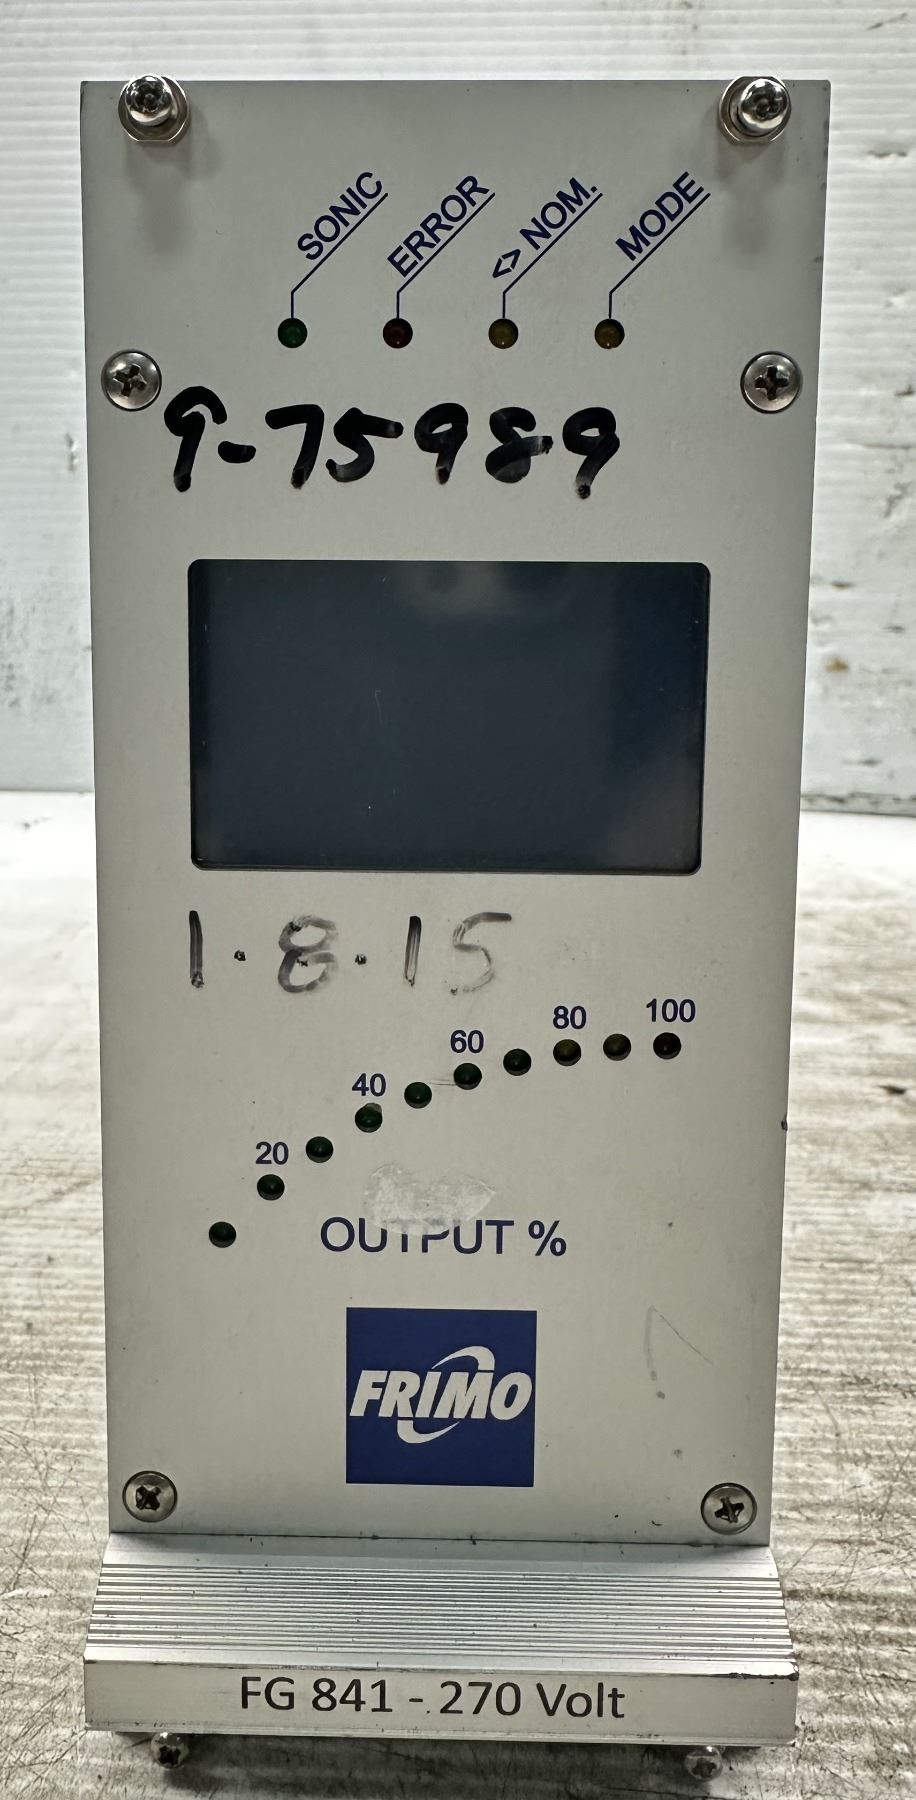 SONIC ERROR <> NOM. MODE
9-75989
1.8.15
20 40 60 80 100
OUTPUT %
FRIMO
FG 841 - 270 Volt